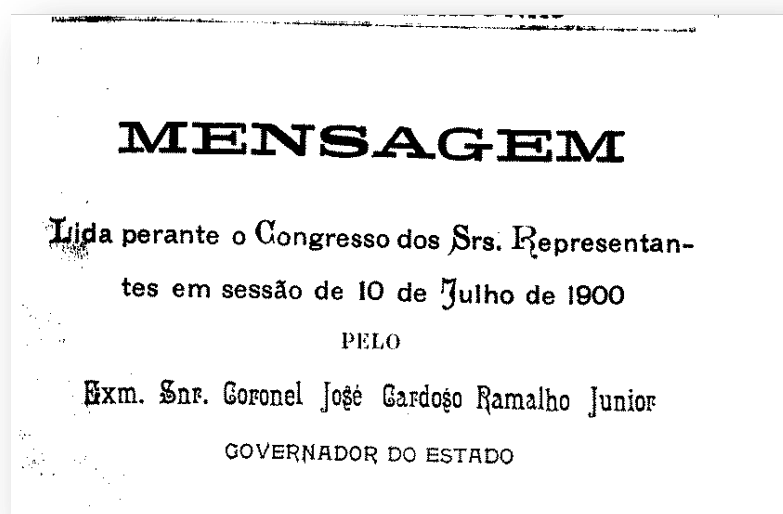 MENSAGEM
Lida perante o Congresso dos Srs. Representan-
tes em sessão de 10 de Julho de 1900
PELO
Exm. Snr. Coronel José Cardoso Ramalho Junior
GOVERNADOR DO ESTADO